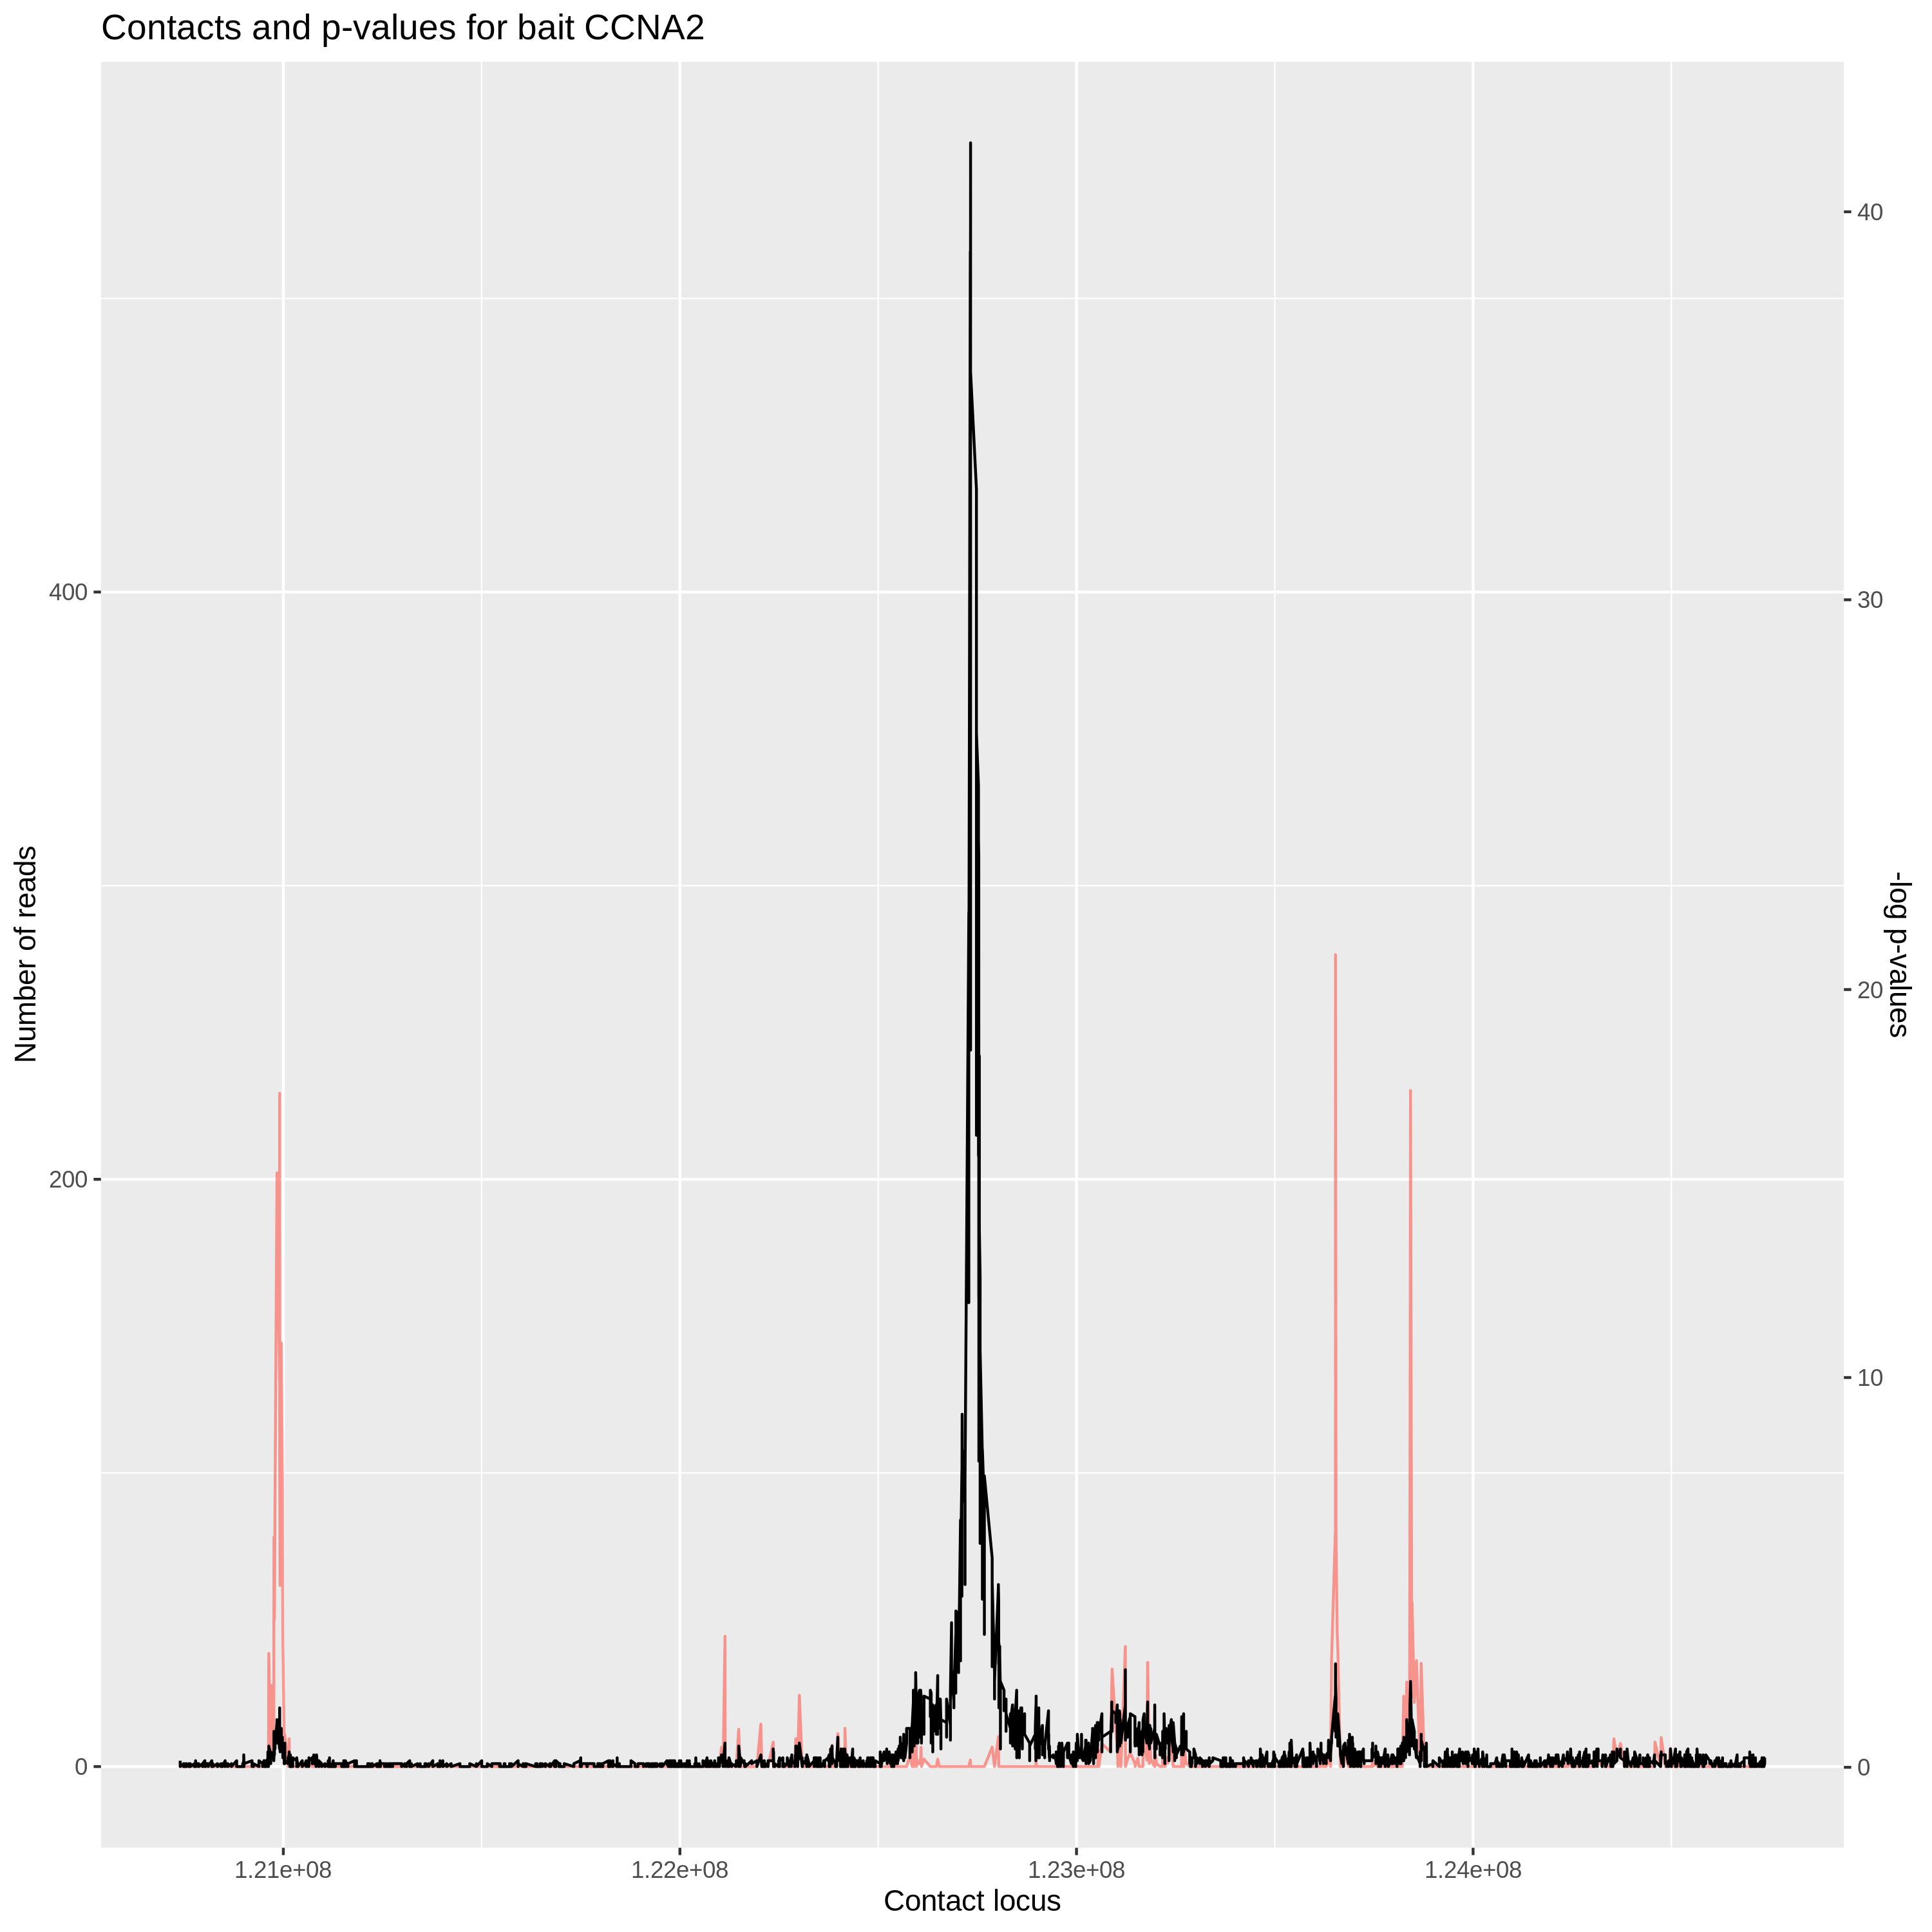 Contacts and p-values for bait CCNA2
Number of reads
400
200
0
40
30
20
10
0
-log p-values
1.21e+08
1.22e+08
1.23e+08
1.24e+08
Contact locus